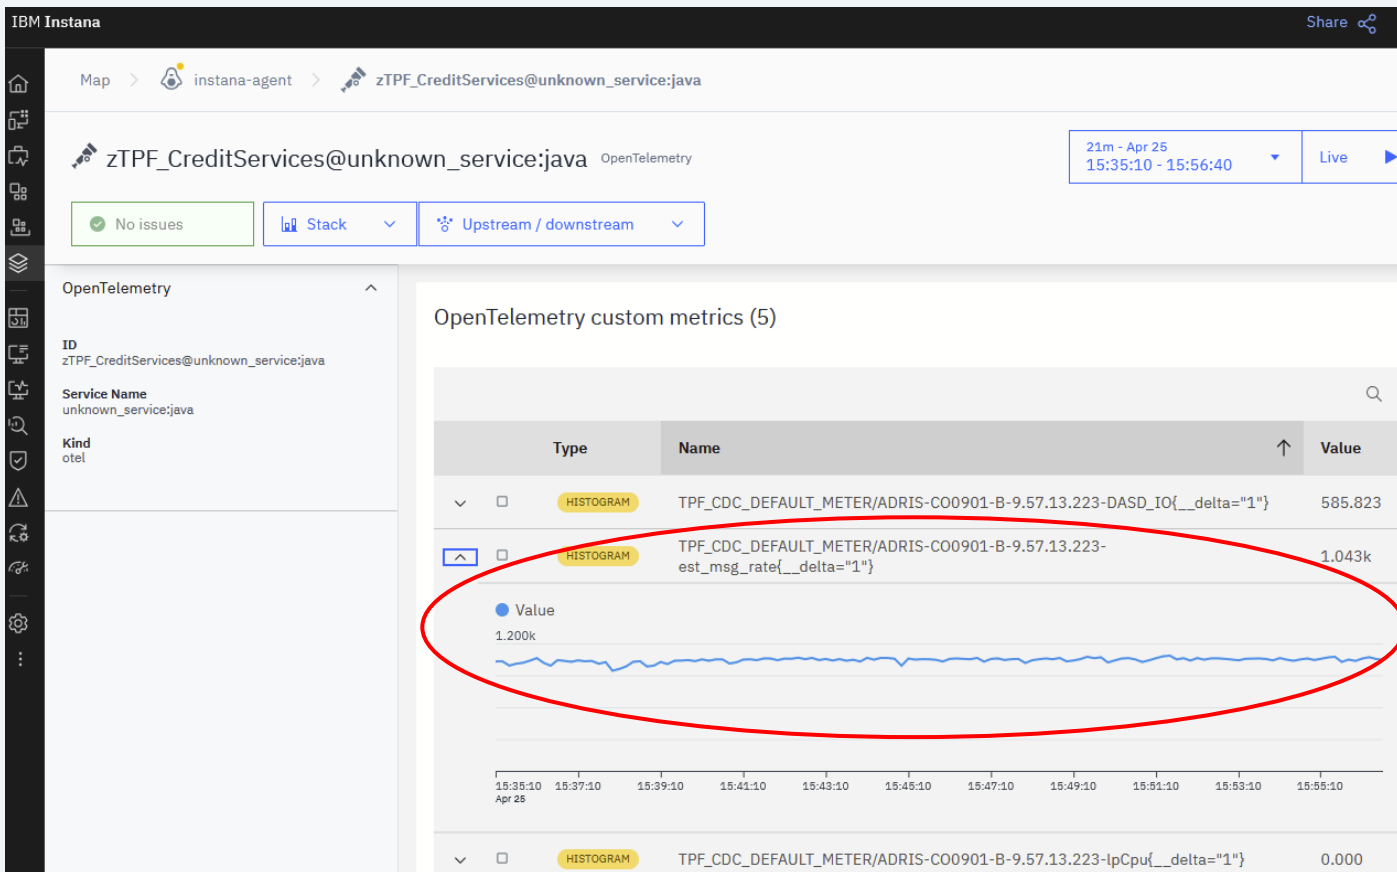 IBM Instana
Share
Map
instana-agent
zTPF_CreditServices@unknown_service:java
zTPF_CreditServices@unknown_service:java OpenTelemetry
21m - Apr 25
15:35:10 - 15:56:40
Live
No issues
Stack
Upstream / downstream
OpenTelemetry
ID
zTPF_CreditServices@unknown_service:java
Service Name
unknown_service:java
Kind
otel
OpenTelemetry custom metrics (5)
Type Name Value
HISTOGRAM TPF_CDC_DEFAULT_METER/ADRIS-CO0901-B-9.57.13.223-DASD_IO{__delta="1"} 585.823
HISTOGRAM TPF_CDC_DEFAULT_METER/ADRIS-CO0901-B-9.57.13.223-
est_msg_rate{__delta="1"} 1.043k
Value
1.200k
15:35:10 15:37:10 15:39:10 15:41:10 15:43:10 15:45:10 15:47:10 15:49:10 15:51:10 15:53:10 15:55:10
Apr 25
HISTOGRAM TPF_CDC_DEFAULT_METER/ADRIS-CO0901-B-9.57.13.223-lpCpu{__delta="1"} 0.000